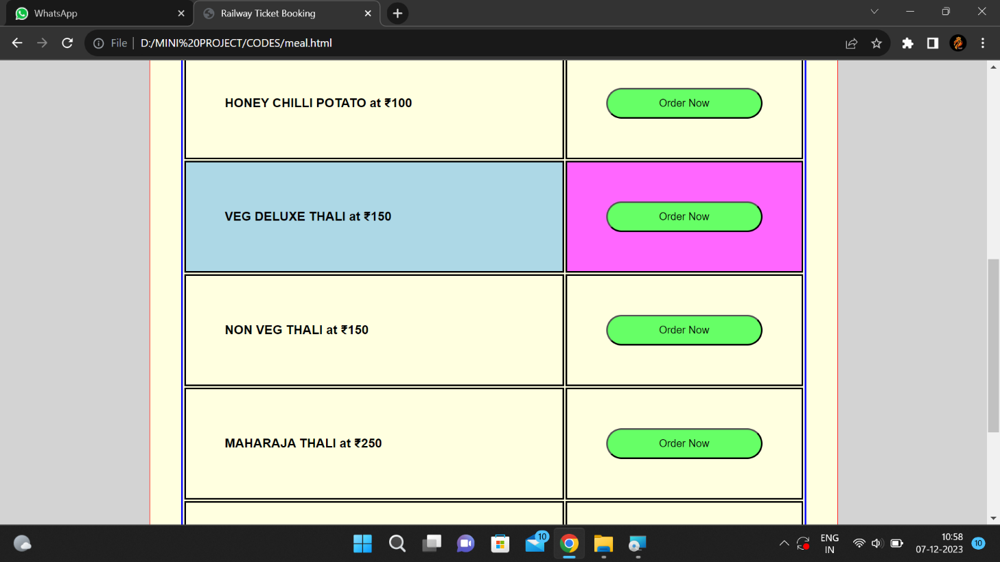 WhatsApp
Railway Ticket Booking
File
D:/MINI%20PROJECT/CODES/meal.html
HONEY CHILLI POTATO at ₹100
Order Now
VEG DELUXE THALI at ₹150
Order Now
NON VEG THALI at ₹150
Order Now
MAHARAJA THALI at ₹250
Order Now
10
ENG
IN
10:58
07-12-2023
10